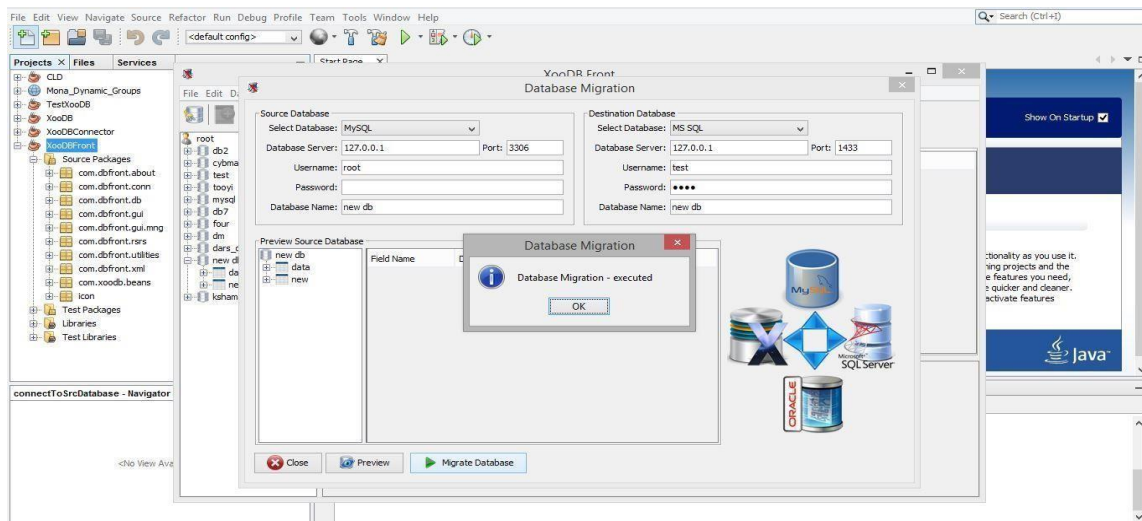 File Edit View Navigate Source Refactor Run Debug Profile Team Tools Window Help
Search (Ctrl+I)
<default config>
Projects Files Services
Start Page
CLD
Mona_Dynamic_Groups
TestXooDB
XooDB
XooDBConnector
XooDBFront
Source Packages
com.dbfront.about
com.dbfront.conn
com.dbfront.db
com.dbfront.gui
com.dbfront.gui.mng
com.dbfront.rsrs
com.dbfront.utilities
com.dbfront.xml
com.xoodb.beans
icon
Test Packages
Libraries
Test Libraries
connectToSrcDatabase - Navigator
<No View Ava
XooDB Front
File Edit D
root
db2
cybma
test
tooyi
mysql
db7
four
dm
dars_c
new d
da
ne
ksham
Database Migration
Source Database
Select Database: MySQL
Database Server: 127.0.0.1 Port: 3306
Username: root
Password:
Database Name: new db
Destination Database
Select Database: MS SQL
Database Server: 127.0.0.1 Port: 1433
Username: test
Password: ••••
Database Name: new db
Preview Source Database
new db
data
new
Field Name
Database Migration
Database Migration - executed
OK
MySQL
X
Microsoft
SQL Server
ORACLE
Close Preview Migrate Database
Show On Startup
ctionality as you use it.
ning projects and the
e features you need,
e quicker and cleaner.
activate features
Java